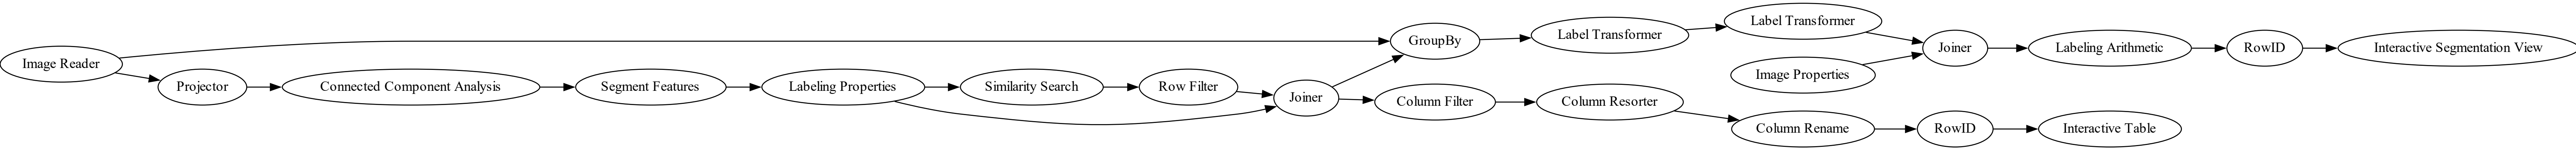 Image Reader
Projector
Connected Component Analysis
Segment Features
Labeling Properties
Similarity Search
Row Filter
Joiner
GroupBy
Label Transformer
Label Transformer
Image Properties
Joiner
Labeling Arithmetic
RowID
Interactive Segmentation View
Column Filter
Column Resorter
Column Rename
RowID
Interactive Table